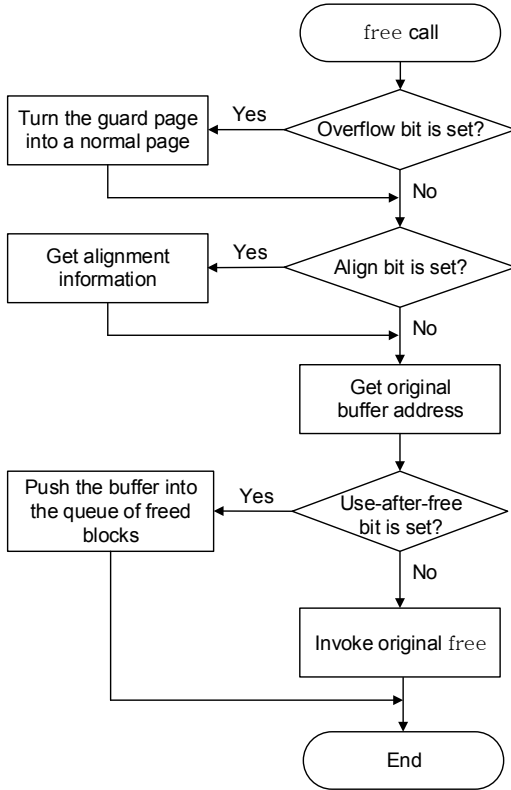 free call
Overflow bit is set?
Yes
Turn the guard page
into a normal page
No
Align bit is set?
Yes
Get alignment
information
No
Get original
buffer address
Use-after-free
bit is set?
Yes
Push the buffer into
the queue of freed
blocks
No
Invoke original free
End